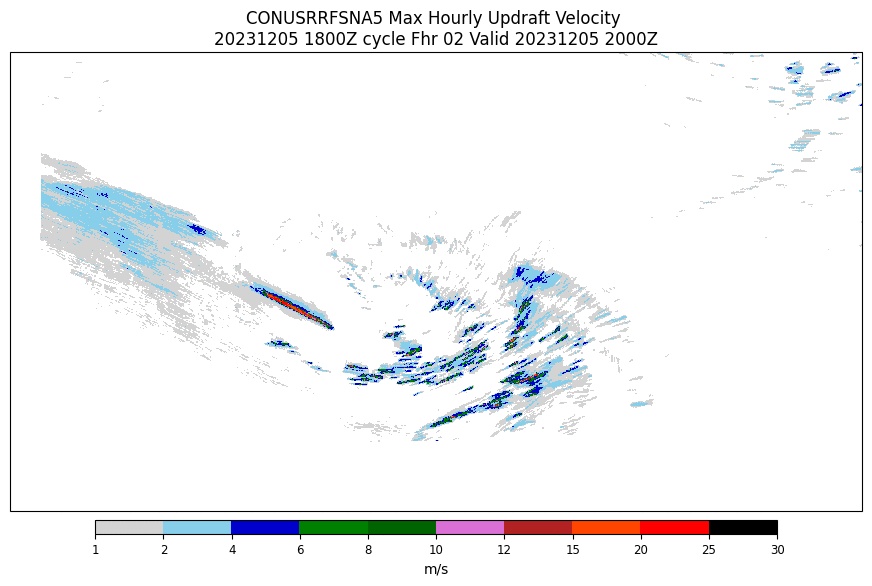 CONUSRRFSNA5 Max Hourly Updraft Velocity
20231205 1800Z cycle Fhr 02 Valid 20231205 2000Z
1 2 4 6 8 10 12 15 20 25 30
m/s